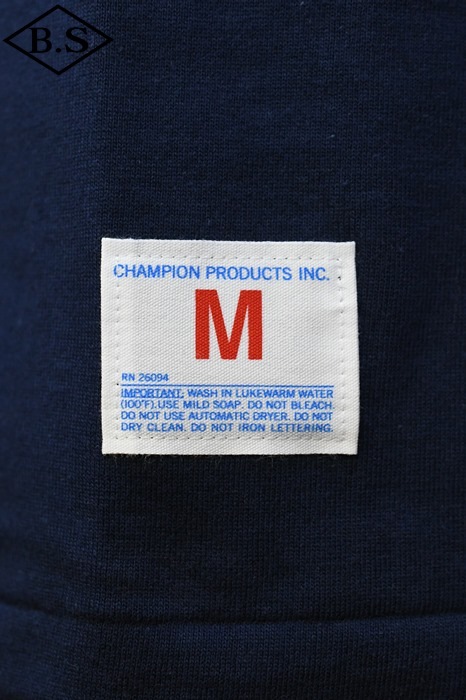 B.S
CHAMPION PRODUCTS INC.
M
RN 26094
IMPORTANT: WASH IN LUKEWARM WATER
(100°F). USE MILD SOAP. DO NOT BLEACH.
DO NOT USE AUTOMATIC DRYER. DO NOT
DRY CLEAN. DO NOT IRON LETTERING.